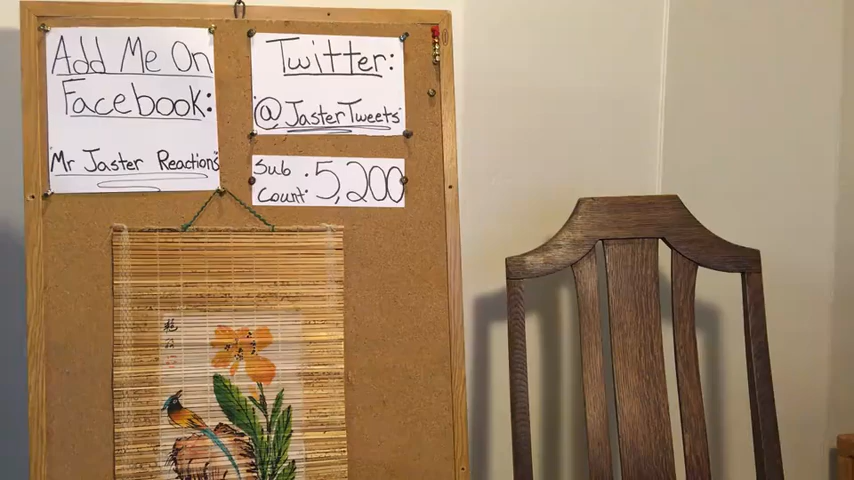 Add Me On
Facebook:
"Mr Jaster Reactions"
Twitter:
"@JasterTweets"
Sub Count: 5,200